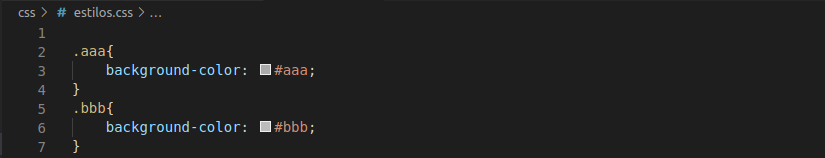 css > # estilos.css > ...
1
2 .aaa{
3     background-color: #aaa;
4 }
5 .bbb{
6     background-color: #bbb;
7 }